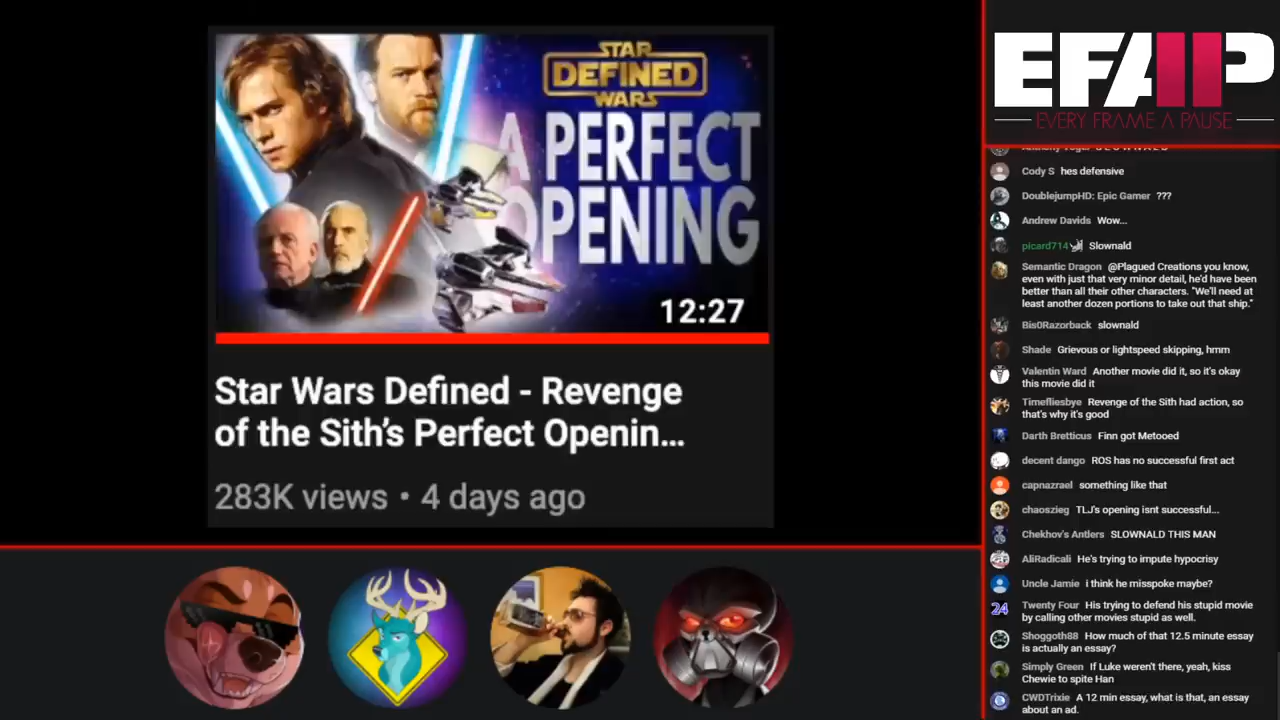 STAR
DEFINED
WARS
A PERFECT
OPENING
12:27
Star Wars Defined - Revenge
of the Sith's Perfect Openin...
283K views • 4 days ago
EFAP
EVERY FRAME A PAUSE
Cody S hes defensive
DoublejumpHD: Epic Gamer ???
Andrew Davids Wow...
picard714 Slownald
Semantic Dragon @Plagued Creations you know,
even with just that very minor detail, he'd have been
better than all their other characters. "We'll need at
least another dozen portions to take out that ship."
Bis0Razorback slownald
Shade Grievous or lightspeed skipping, hmm
Valentin Ward Another movie did it, so it's okay
this movie did it
Timefliesbye Revenge of the Sith had action, so
that's why it's good
Darth Bretticus Finn got Metooed
decent dango ROS has no successful first act
capnazrael something like that
chaoszieg TLJ's opening isnt successful...
Chekhov's Antlers SLOWNALD THIS MAN
AliRadicali He's trying to impute hypocrisy
Uncle Jamie i think he misspoke maybe?
24
Twenty Four His trying to defend his stupid movie
by calling other movies stupid as well.
Shoggoth88 How much of that 12.5 minute essay
is actually an essay?
Simply Green If Luke weren't there, yeah, kiss
Chewie to spite Han
CWDTrixie A 12 min essay, what is that, an essay
about an ad.